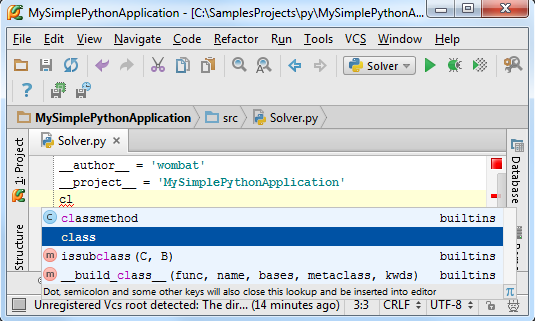 MySimplePythonApplication - [C:\SamplesProjects\py\MySimplePythonA...
File Edit View Navigate Code Refactor Run Tools VCS Window Help
Solver
MySimplePythonApplication src Solver.py
Solver.py
1: Project
Structure
Database
__author__ = 'wombat'
__project__ = 'MySimplePythonApplication'
cl
c classmethod builtins
class
m issubclass(C, B) builtins
m __build_class__(func, name, bases, metaclass, kwds) builtins
Dot, semicolon and some other keys will also close this lookup and be inserted into editor π
Unregistered Vcs root detected: The dir... (14 minutes ago) 3:3 CRLF UTF-8